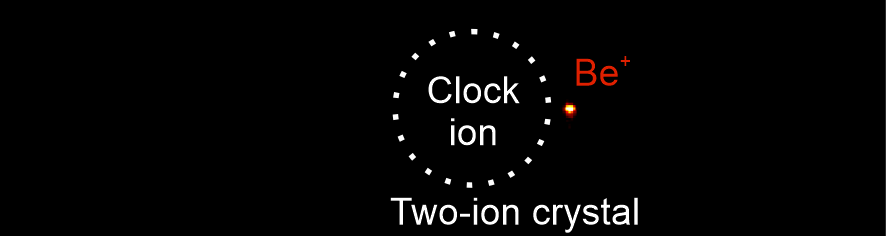 Be⁺
Clock
ion
Two-ion crystal